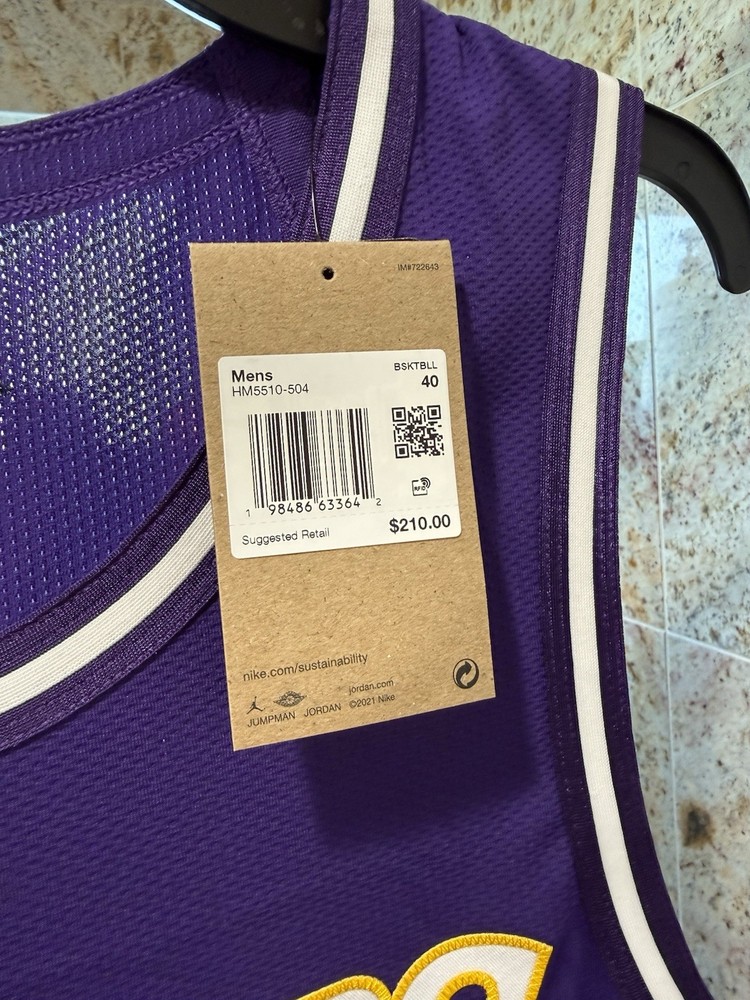 IM#722643
Mens
HM5510-504
BSKTBLL
40
1 98486 63364 2
RFID
Suggested Retail
$210.00
nike.com/sustainability
JUMPMAN JORDAN
jordan.com
©2021 Nike